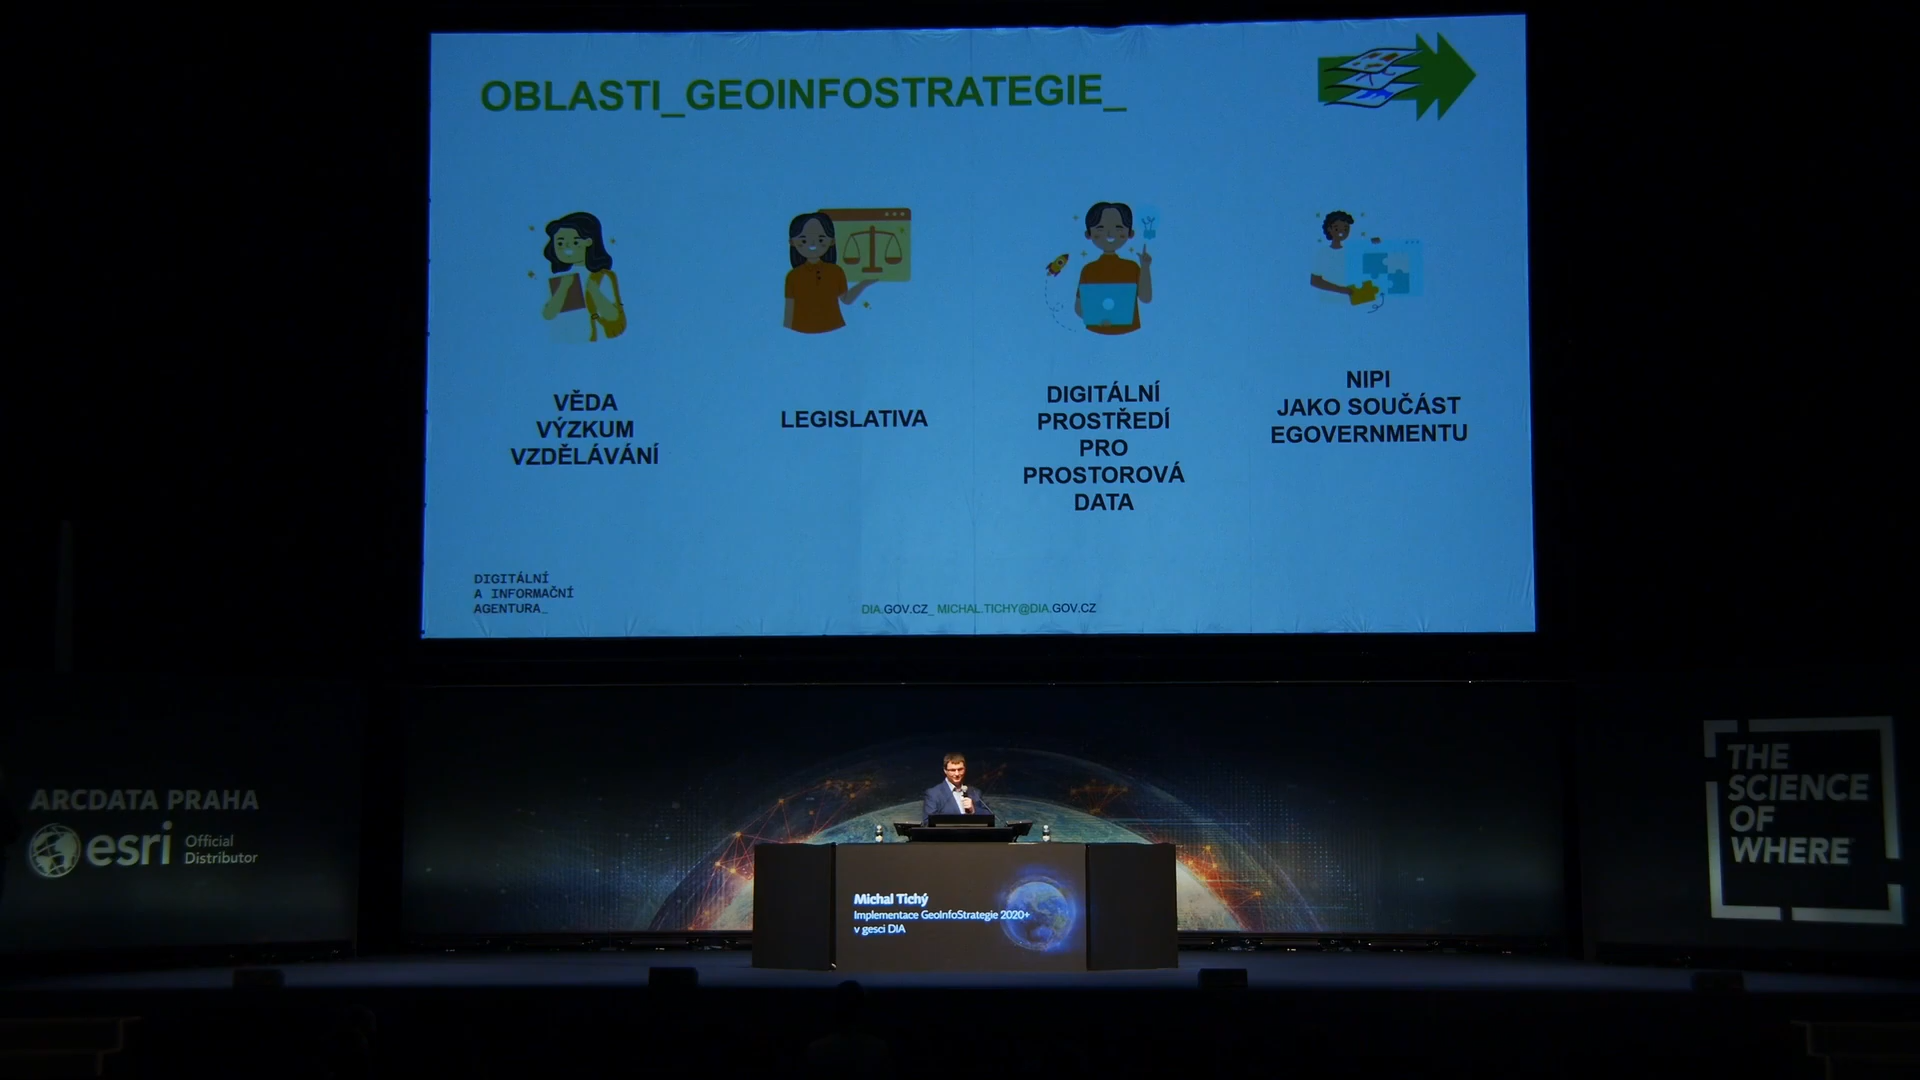 OBLASTI_GEOINFOSTRATEGIE_
VĚDA
VÝZKUM
VZDĚLÁVÁNÍ
LEGISLATIVA
DIGITÁLNÍ
PROSTŘEDÍ
PRO
PROSTOROVÁ
DATA
NIPI
JAKO SOUČÁST
EGOVERNMENTU
DIGITÁLNÍ
A INFORMAČNÍ
AGENTURA_
DIA.GOV.CZ_ MICHAL.TICHY@DIA.GOV.CZ
ARCDATA PRAHA
esri Official
Distributor
Michal Tichý
Implementace GeoInfoStrategie 2020+
v gesci DIA
THE
SCIENCE
OF
WHERE